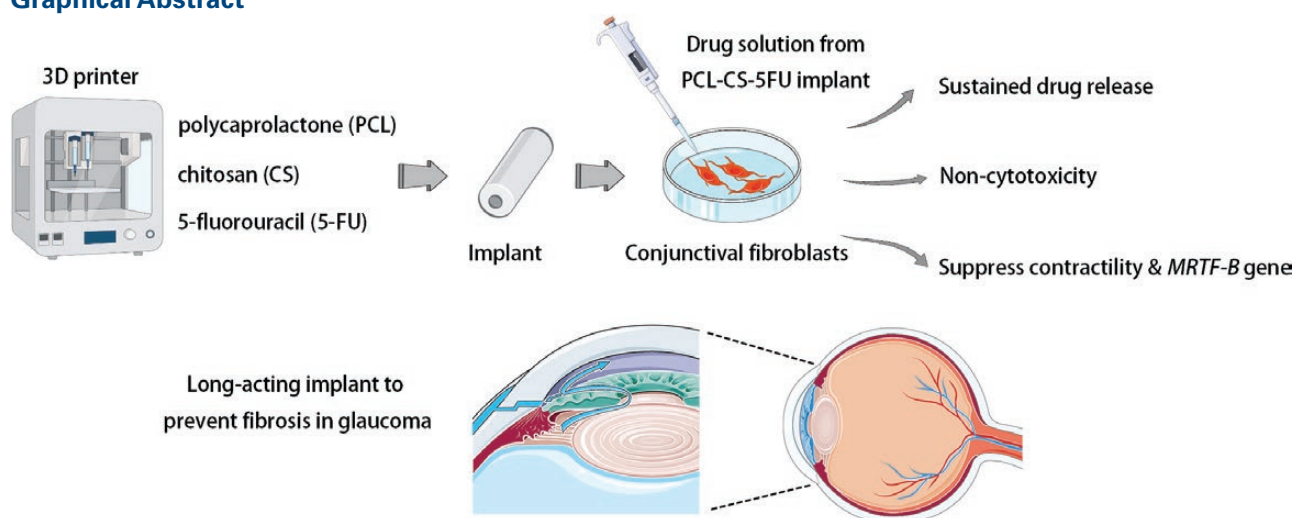 Graphical Abstract
3D printer
polycaprolactone (PCL)
chitosan (CS)
5-fluorouracil (5-FU)
Implant
Drug solution from
PCL-CS-5FU implant
Conjunctival fibroblasts
Sustained drug release
Non-cytotoxicity
Suppress contractility & MRTF-B gene
Long-acting implant to
prevent fibrosis in glaucoma